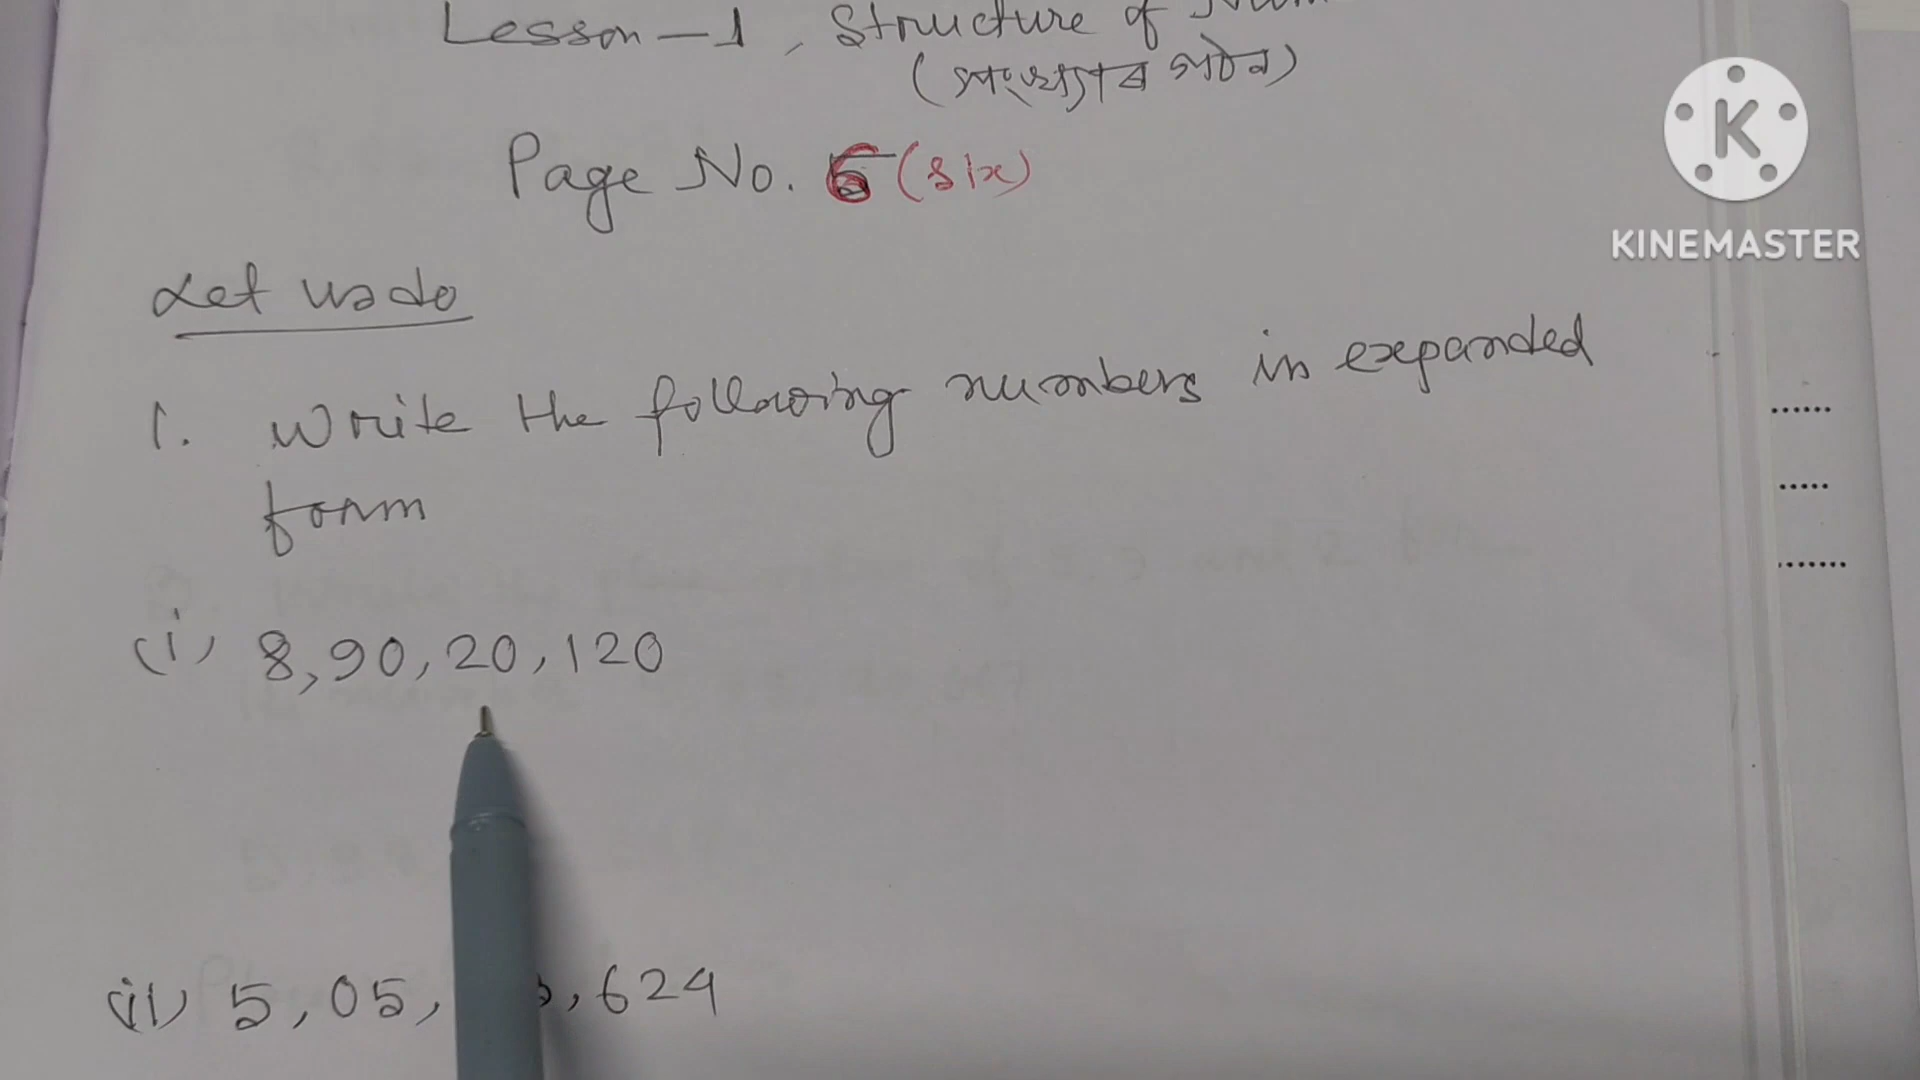 Lesson - 1, Structure of
(সংখ্যাৰ গঠন)
Page No. 6 (six)
KINEMASTER
Let us do
1. Write the following numbers in expanded
form
(i) 8,90,20,120
(ii) 5,05, ,624